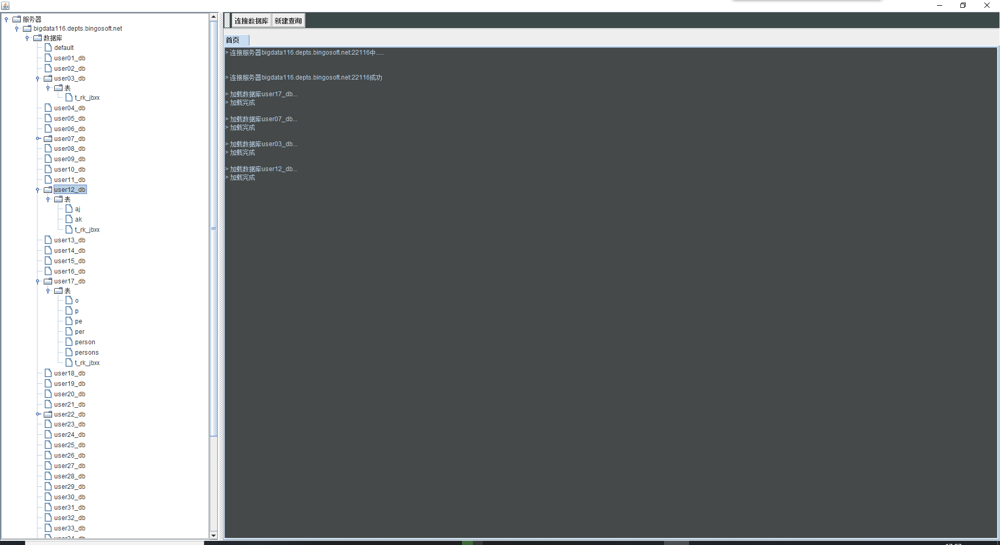 服务器
bigdata116.depts.bingosoft.net
数据库
default
user01_db
user02_db
user03_db
表
t_rk_jbxx
user04_db
user05_db
user06_db
user07_db
user08_db
user09_db
user10_db
user11_db
user12_db
表
aj
ak
t_rk_jbxx
user13_db
user14_db
user15_db
user16_db
user17_db
表
o
p
pe
per
person
persons
t_rk_jbxx
user18_db
user19_db
user20_db
user21_db
user22_db
user23_db
user24_db
user25_db
user26_db
user27_db
user28_db
user29_db
user30_db
user31_db
user32_db
user33_db
连接数据库 新建查询
首页
> 连接服务器bigdata116.depts.bingosoft.net:22116中.....
> 连接服务器bigdata116.depts.bingosoft.net:22116成功
> 加载数据库user17_db...
> 加载完成
> 加载数据库user07_db...
> 加载完成
> 加载数据库user03_db...
> 加载完成
> 加载数据库user12_db...
> 加载完成